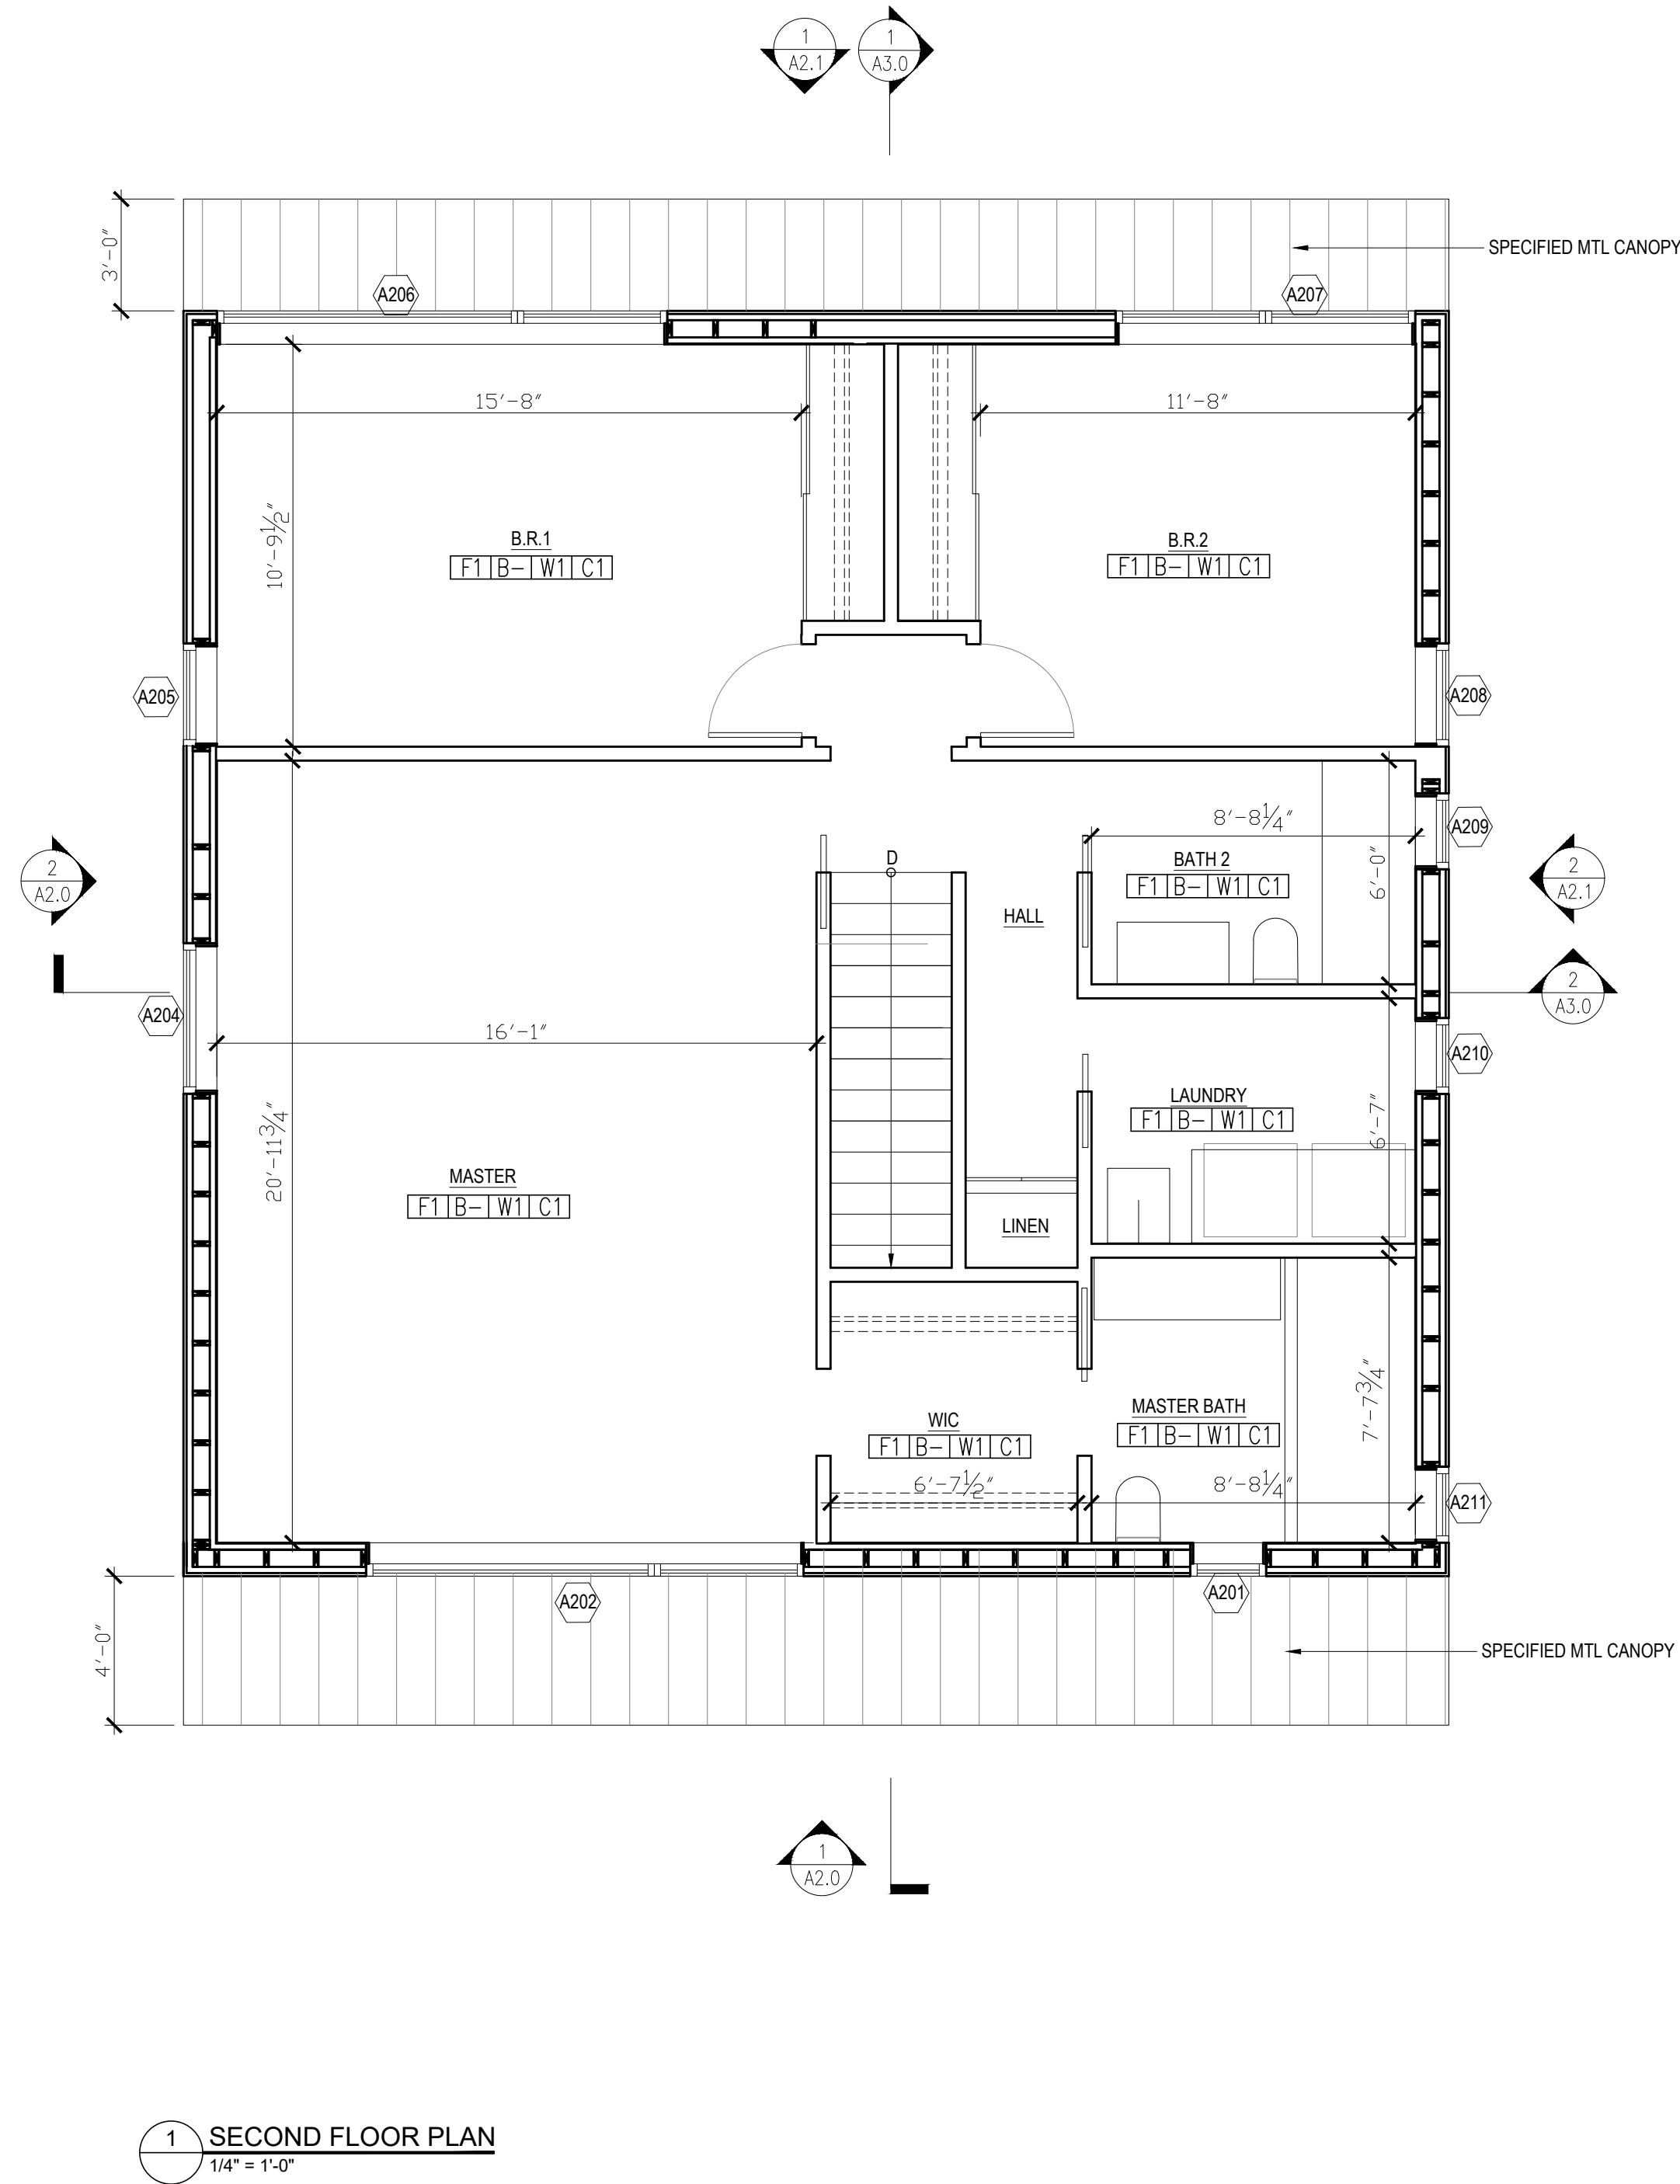 1
A2.1
1
A3.0
3'-0"
SPECIFIED MTL CANOPY
A206
A207
15'-8"
11'-8"
10'-9½"
B.R.1
F1 B- W1 C1
B.R.2
F1 B- W1 C1
A205
A208
8'-8¼"
A209
D
BATH 2
F1 B- W1 C1
6'-0"
2
A2.0
2
A2.1
HALL
2
A3.0
A204
16'-1"
A210
LAUNDRY
F1 B- W1 C1
6'-7"
20'-11¾"
MASTER
F1 B- W1 C1
LINEN
7'-7¾"
WIC
F1 B- W1 C1
MASTER BATH
F1 B- W1 C1
6'-7½"
8'-8¼"
A211
A202
A201
4'-0"
SPECIFIED MTL CANOPY
1
A2.0
1
SECOND FLOOR PLAN
1/4" = 1'-0"